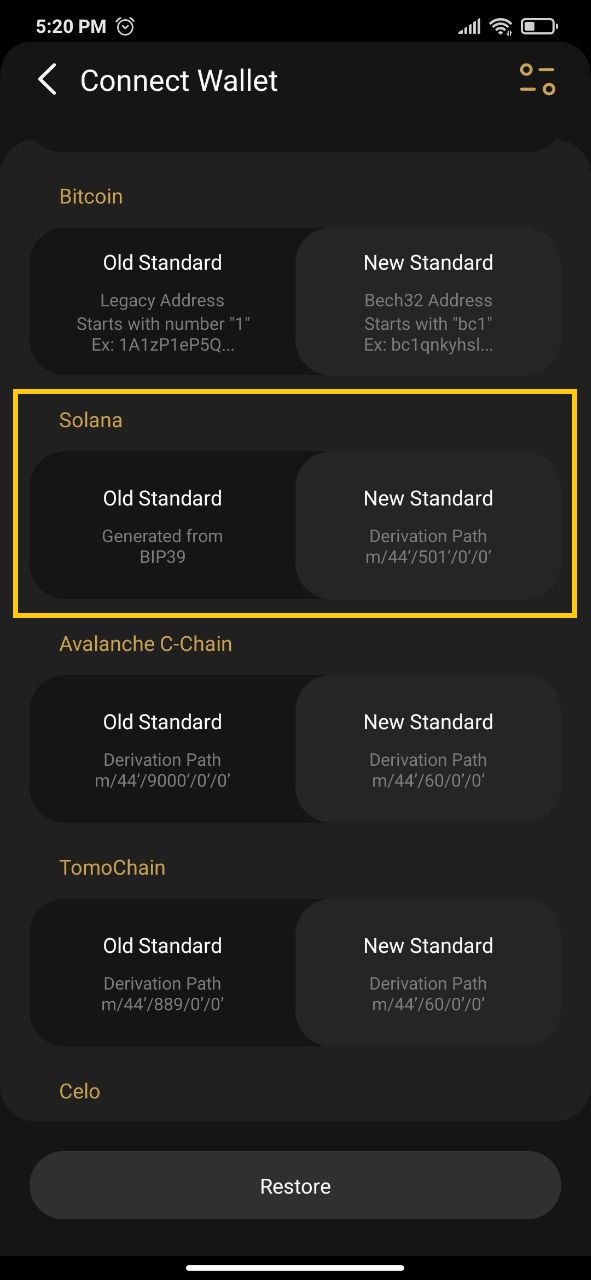 5:20 PM
Connect Wallet
Bitcoin
Old Standard
Legacy Address
Starts with number "1"
Ex: 1A1zP1eP5Q...
New Standard
Bech32 Address
Starts with "bc1"
Ex: bc1qnkyhsl...
Solana
Old Standard
Generated from
BIP39
New Standard
Derivation Path
m/44'/501'/0'/0'
Avalanche C-Chain
Old Standard
Derivation Path
m/44'/9000'/0'/0'
New Standard
Derivation Path
m/44'/60/0'/0'
TomoChain
Old Standard
Derivation Path
m/44'/889/0'/0'
New Standard
Derivation Path
m/44'/60/0'/0'
Celo
Restore